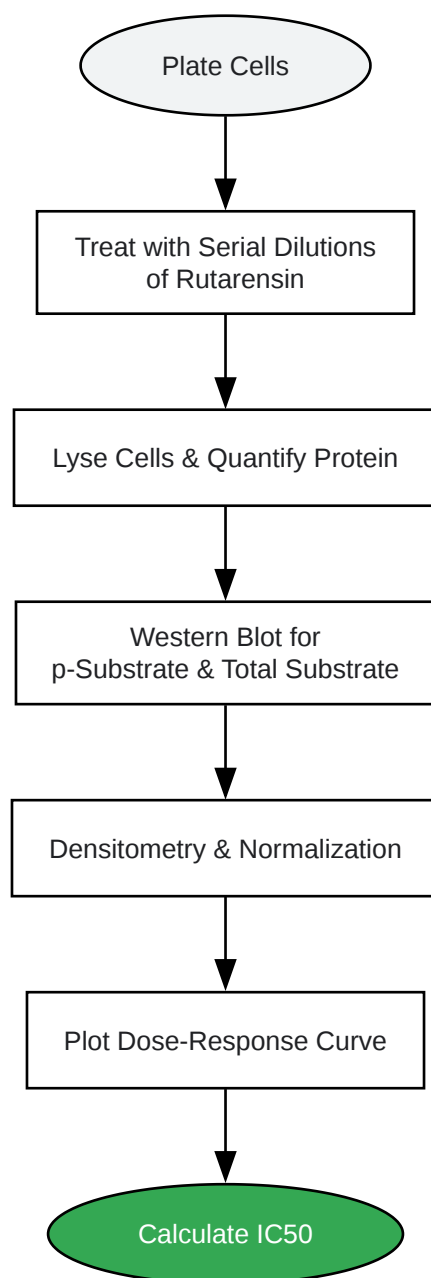 Plate Cells
Treat with Serial Dilutions
of Rutarensin
Lyse Cells & Quantify Protein
Western Blot for
p-Substrate & Total Substrate
Densitometry & Normalization
Plot Dose-Response Curve
Calculate IC50